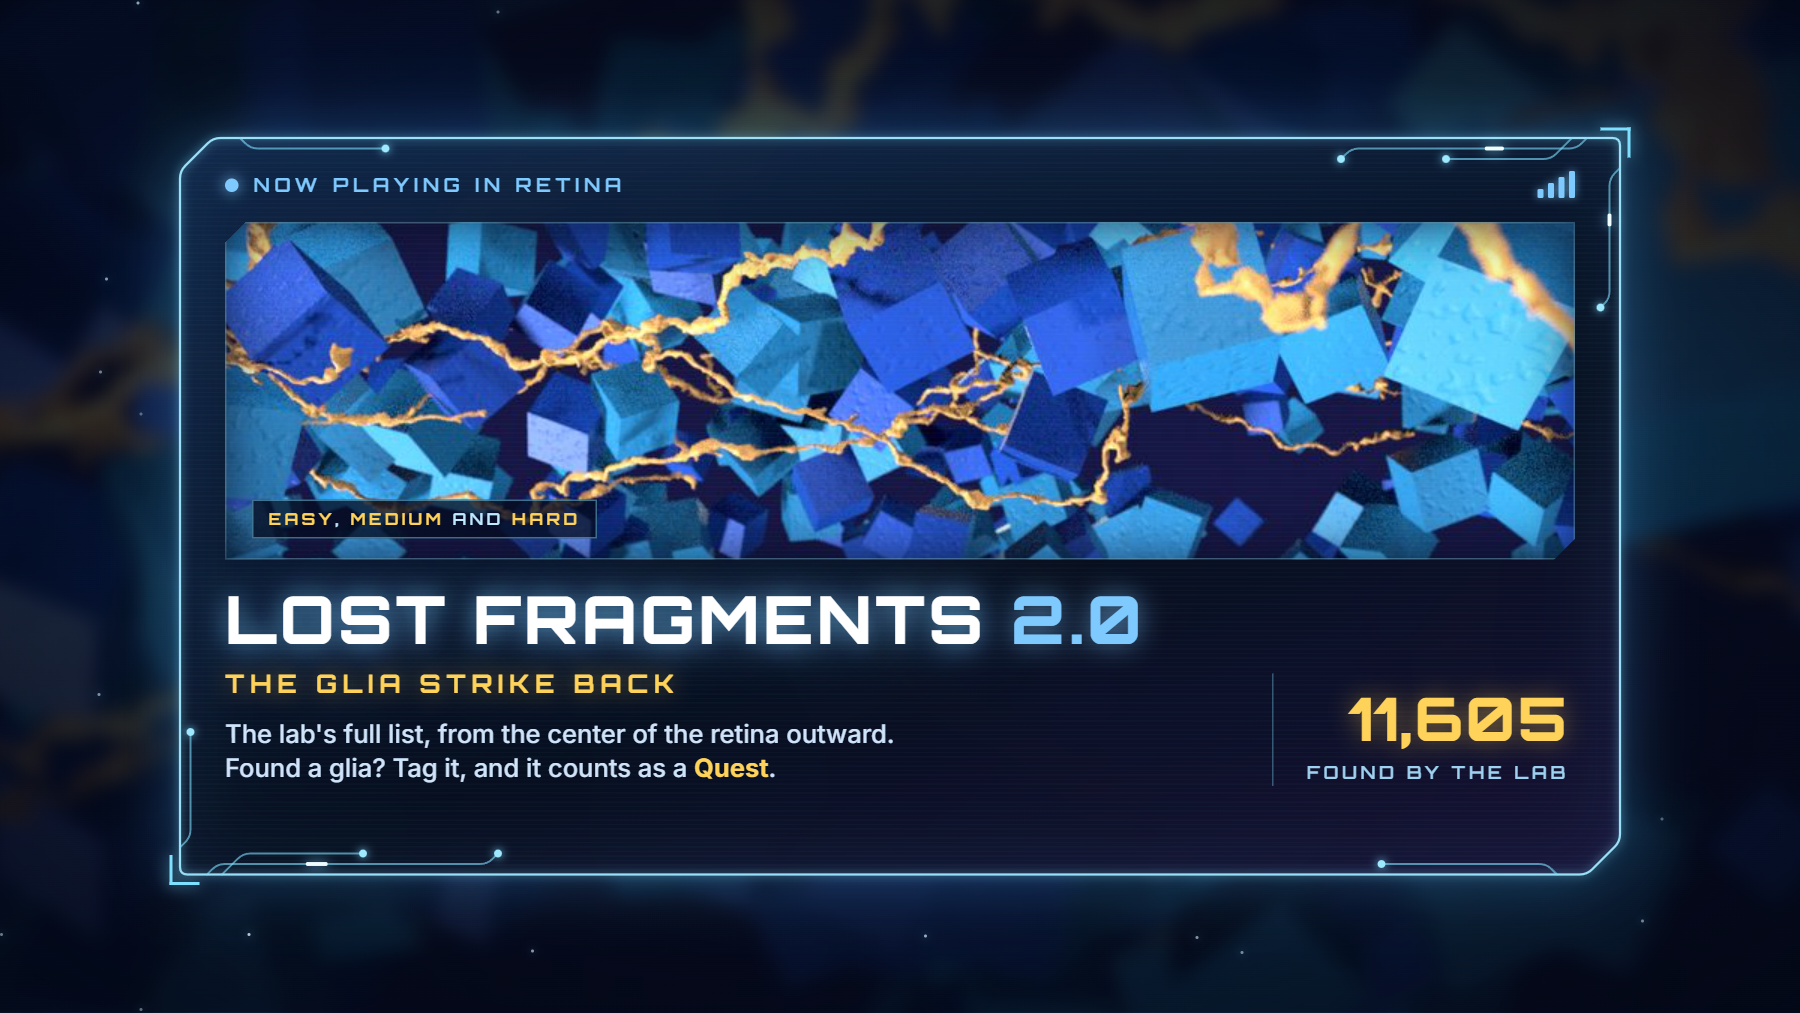 NOW PLAYING IN RETINA
EASY, MEDIUM AND HARD
LOST FRAGMENTS 2.0
THE GLIA STRIKE BACK
The lab's full list, from the center of the retina outward.
Found a glia? Tag it, and it counts as a Quest.
11,605
FOUND BY THE LAB